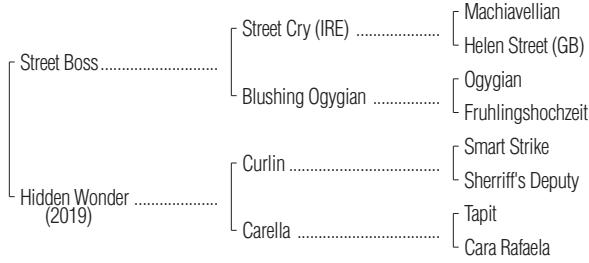 Machiavellian
Street Cry (IRE) ..................
Helen Street (GB)
Street Boss...........................
Ogygian
Blushing Ogygian ................
Fruhlingshochzeit
Smart Strike
Curlin ...................................
Sherriff's Deputy
Hidden Wonder ....................
(2019)
Tapit
Carella .................................
Cara Rafaela